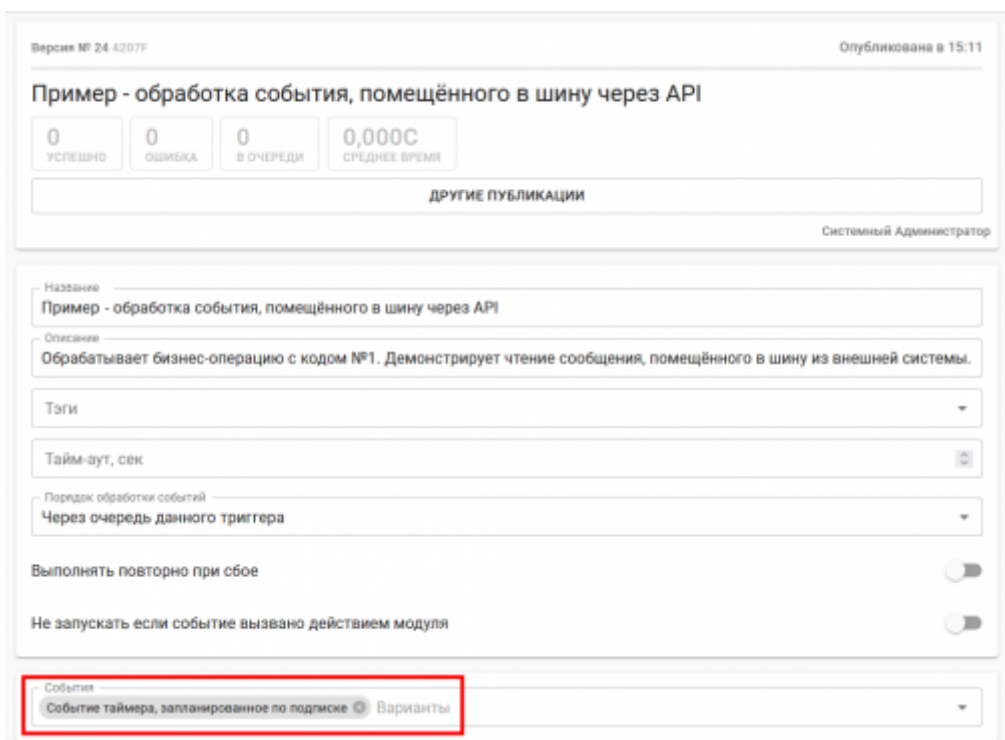 Версия № 24 4207F
Опубликована в 15:11
Пример - обработка события, помещённого в шину через API
0
УСПЕШНО
0
ОШИБКА
0
В ОЧЕРЕДИ
0,000С
СРЕДНЕЕ ВРЕМЯ
ДРУГИЕ ПУБЛИКАЦИИ
Системный Администратор
Название
Пример - обработка события, помещённого в шину через API
Описание
Обрабатывает бизнес-операцию с кодом №1. Демонстрирует чтение сообщения, помещённого в шину из внешней системы.
Тэги
Тайм-аут, сек
Порядок обработки событий
Через очередь данного триггера
Выполнять повторно при сбое
Не запускать если событие вызвано действием модуля
События
Событие таймера, запланированное по подписке Варианты